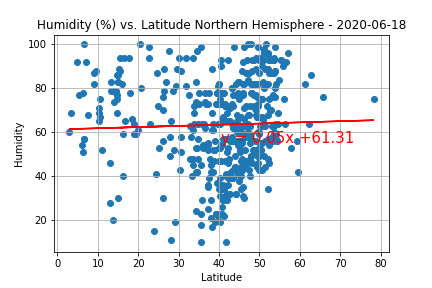 Humidity (%) vs. Latitude Northern Hemisphere - 2020-06-18
100
80
60
40
20
Humidity
y = 0.05x +61.31
0 10 20 30 40 50 60 70 80
Latitude